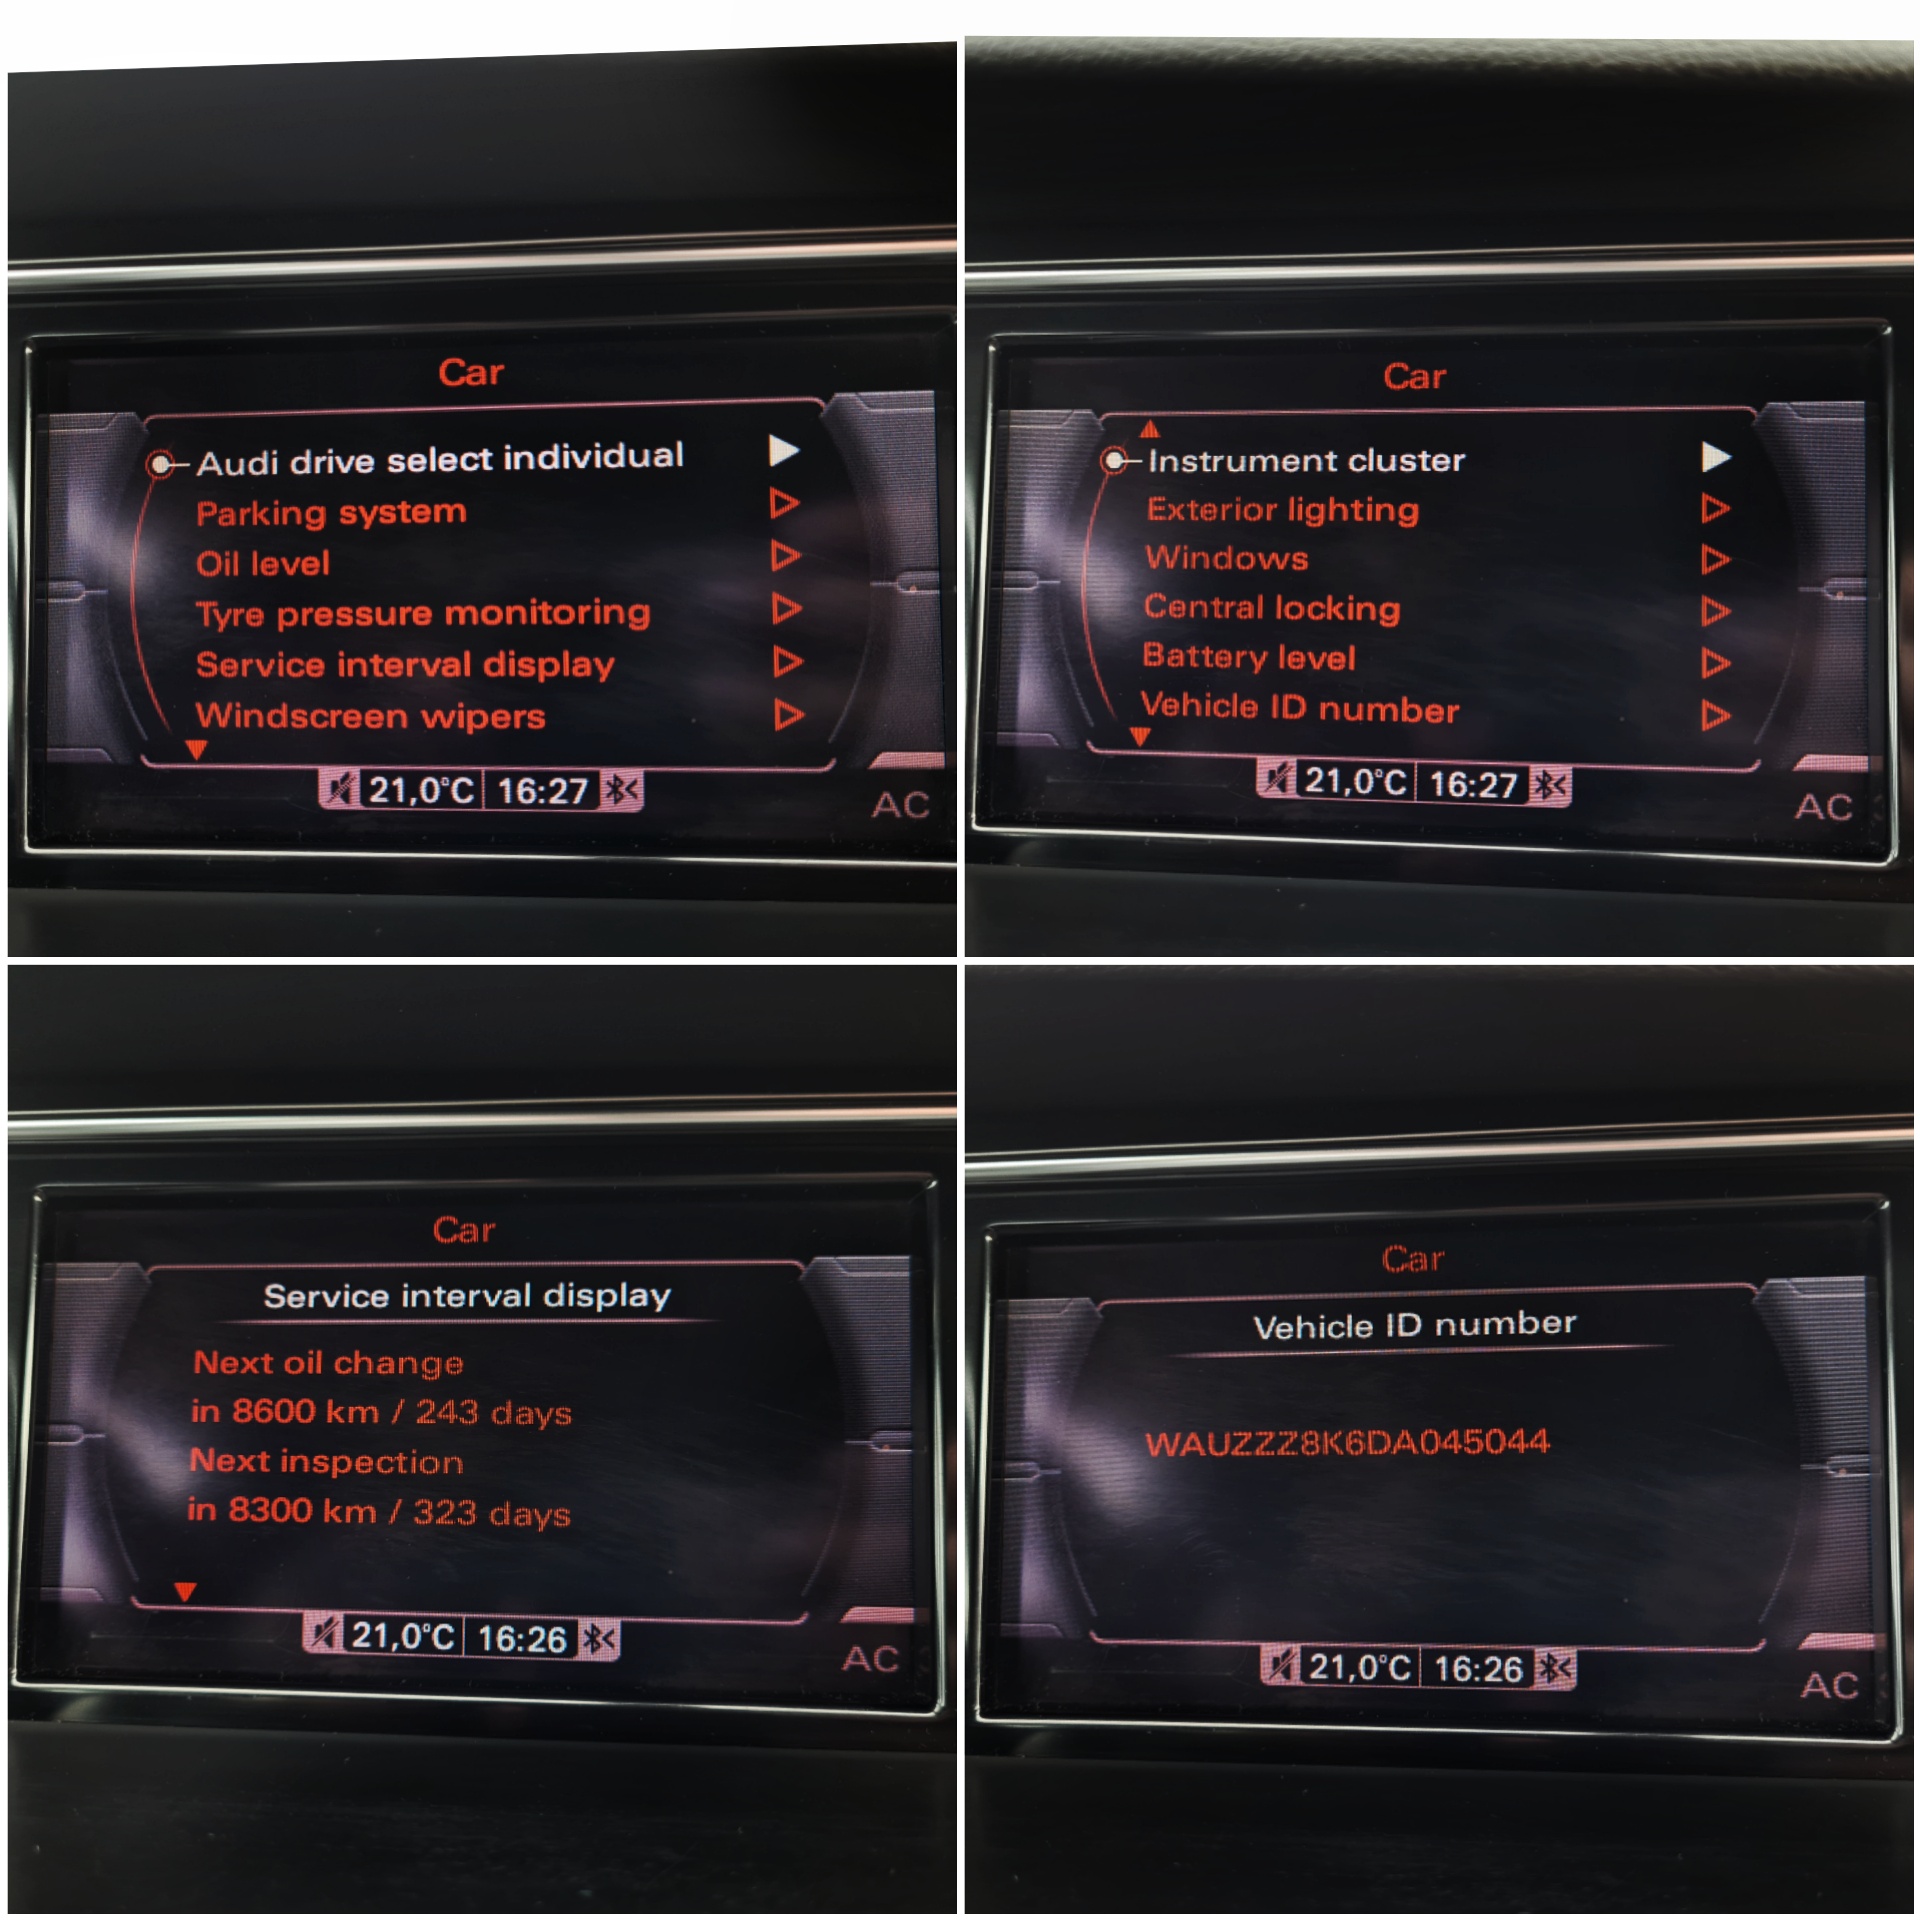 Car
Audi drive select individual
Parking system
Oil level
Tyre pressure monitoring
Service interval display
Windscreen wipers
21,0°C 16:27
AC
Car
Instrument cluster
Exterior lighting
Windows
Central locking
Battery level
Vehicle ID number
21,0°C 16:27
AC
Car
Service interval display
Next oil change
in 8600 km / 243 days
Next inspection
in 8300 km / 323 days
21,0°C 16:26
AC
Car
Vehicle ID number
WAUZZZ8K6DA045044
21,0°C 16:26
AC